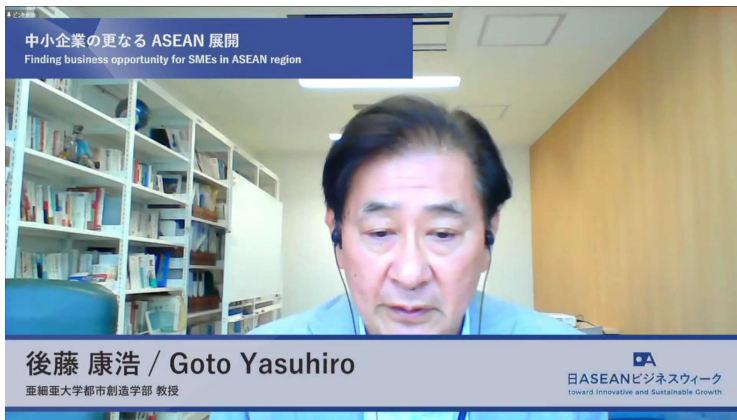 中小企業の更なる ASEAN 展開
Finding business opportunity for SMEs in ASEAN region
後藤 康浩 / Goto Yasuhiro
亜細亜大学都市創造学部 教授
日ASEANビジネスウィーク
toward Innovative and Sustainable Growth